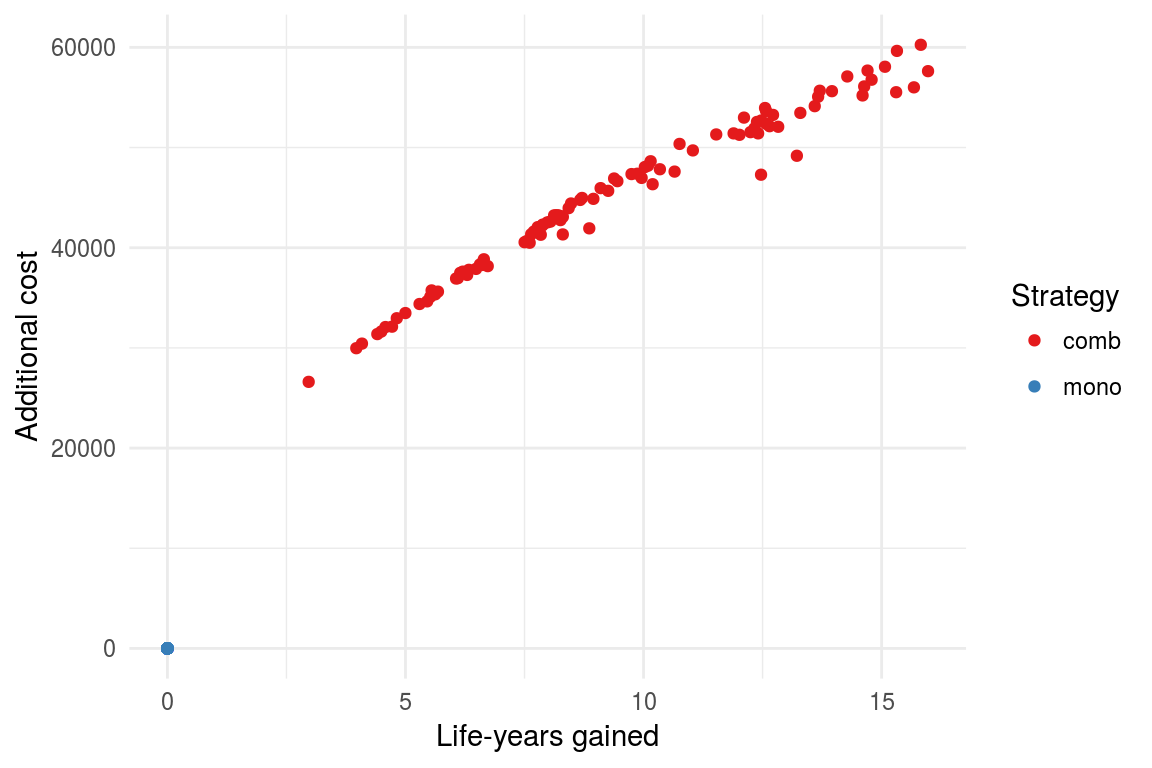 60000
40000
20000
0
0
5
10
15
Life-years gained
Additional cost
Strategy
comb
mono